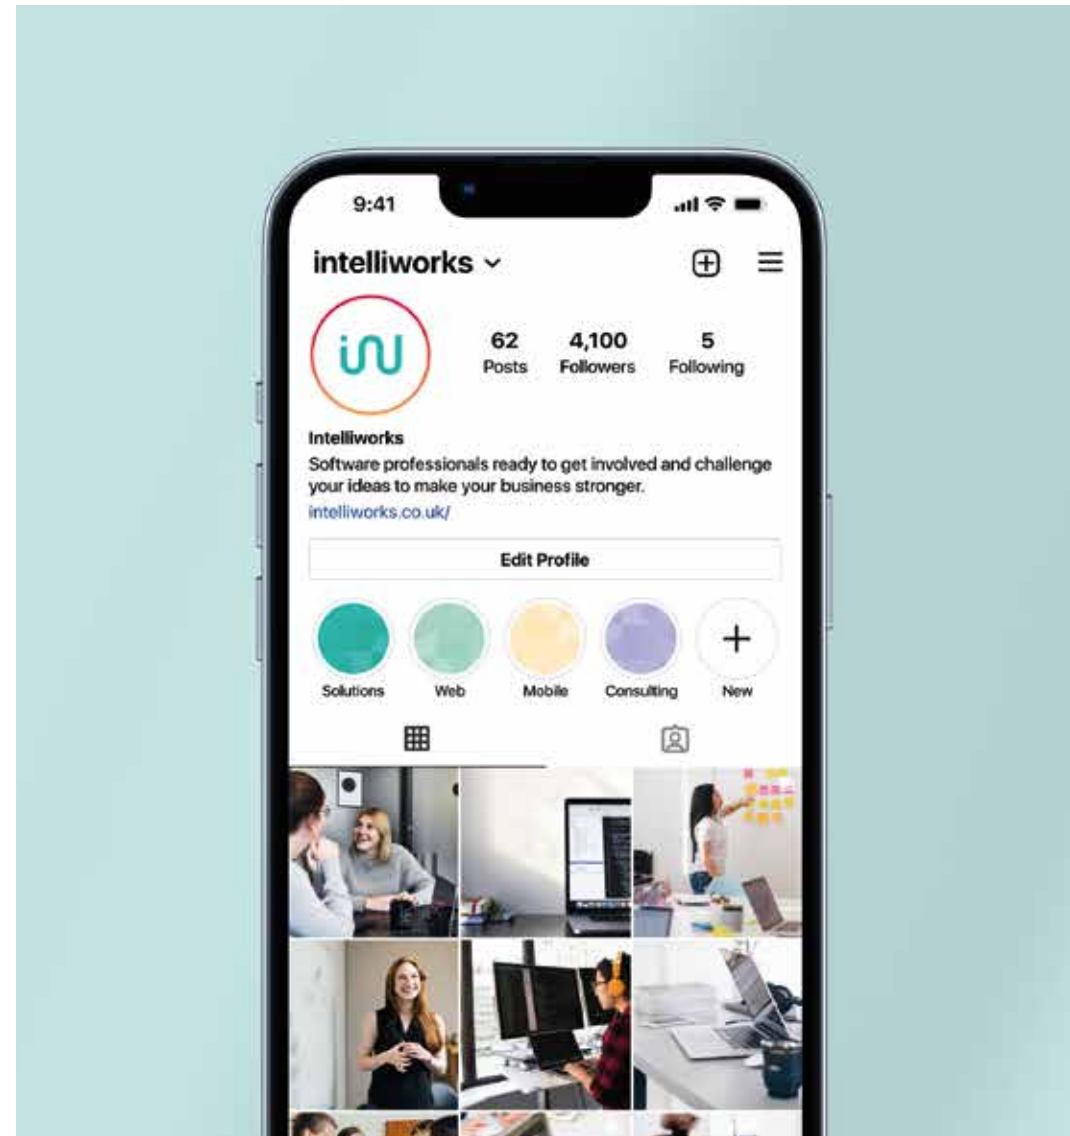 9:41
intelliworks
62 4,100 5
Posts Followers Following
Intelliworks
Software professionals ready to get involved and challenge
your ideas to make your business stronger.
intelliworks.co.uk/
Edit Profile
Solutions Web Mobile Consulting New